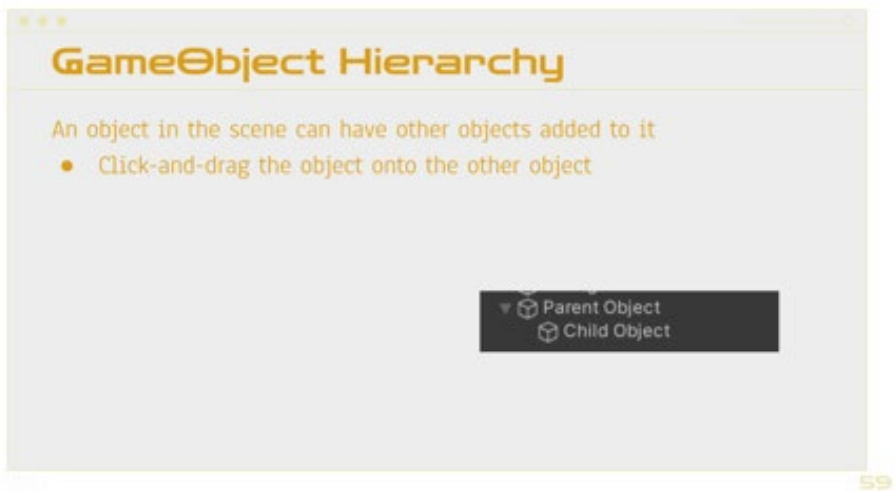 GameObject Hierarchy
An object in the scene can have other objects added to it
● Click-and-drag the object onto the other object
Parent Object
Child Object
59